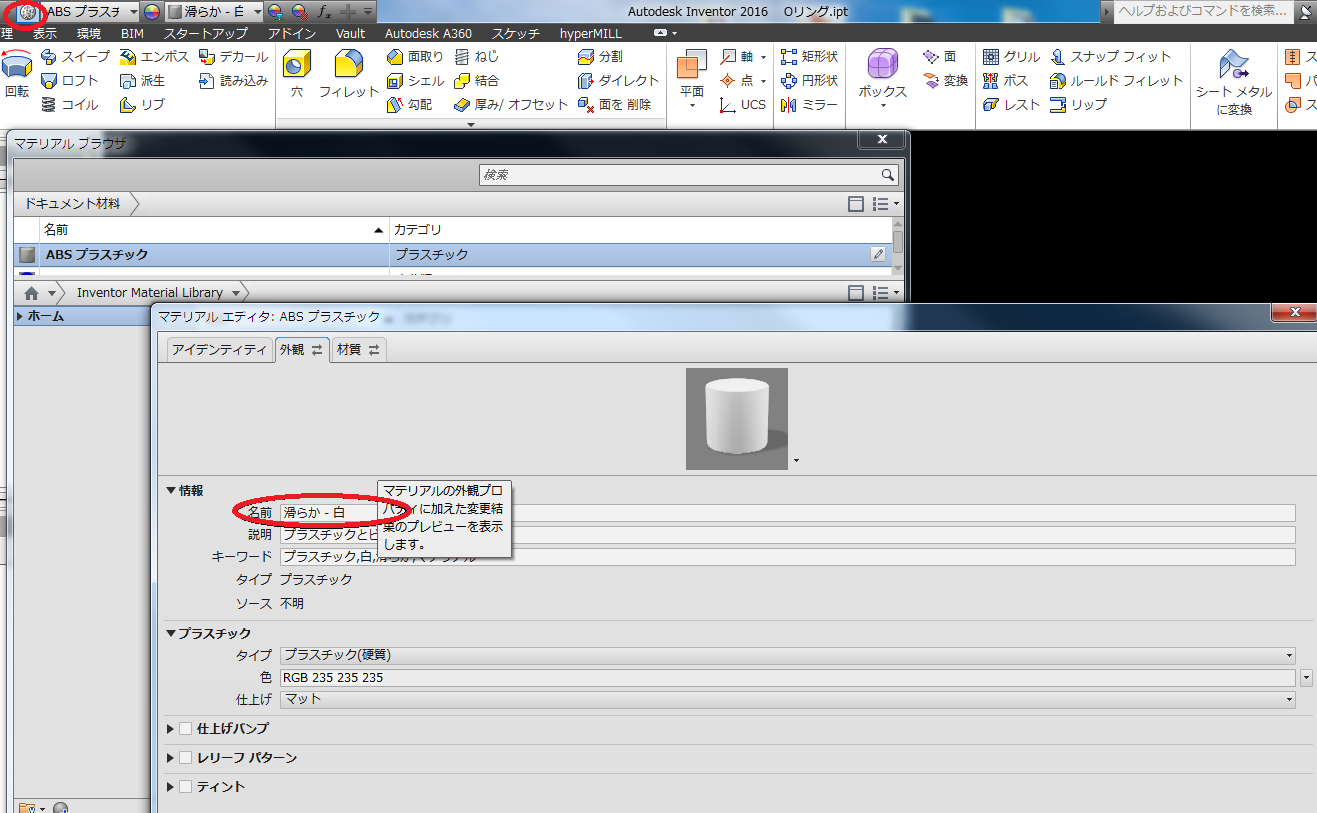 ABS プラスチ 滑らか - 白 fx Autodesk Inventor 2016 Oリング.ipt ヘルプおよびコマンドを検索...
理 表示 環境 BIM スタートアップ アドイン Vault Autodesk A360 スケッチ hyperMILL
スイープ エンボス デカール 面取り ねじ 分割 軸 矩形状 面 グリル スナップ フィット
ロフト 派生 読み込み シェル 結合 ダイレクト 点 円形状 変換 ボス ルールド フィレット
回転 穴 フィレット 平面 ボックス シート メタル
コイル リブ 勾配 厚み/ オフセット 面を 削除 UCS ミラー レスト リップ に変換
マテリアル ブラウザ
検索
ドキュメント材料
名前 カテゴリ
ABS プラスチック プラスチック
Inventor Material Library
ホーム
マテリアル エディタ: ABS プラスチック
アイデンティティ 外観 材質
情報
マテリアルの外観プロ
パティに加えた変更結
果のプレビューを表示
します。
名前 滑らか - 白
説明 プラスチックとビ
キーワード プラスチック,白,滑らか,マテリアル
タイプ プラスチック
ソース 不明
プラスチック
タイプ プラスチック(硬質)
色 RGB 235 235 235
仕上げ マット
仕上げバンプ
レリーフ パターン
ティント